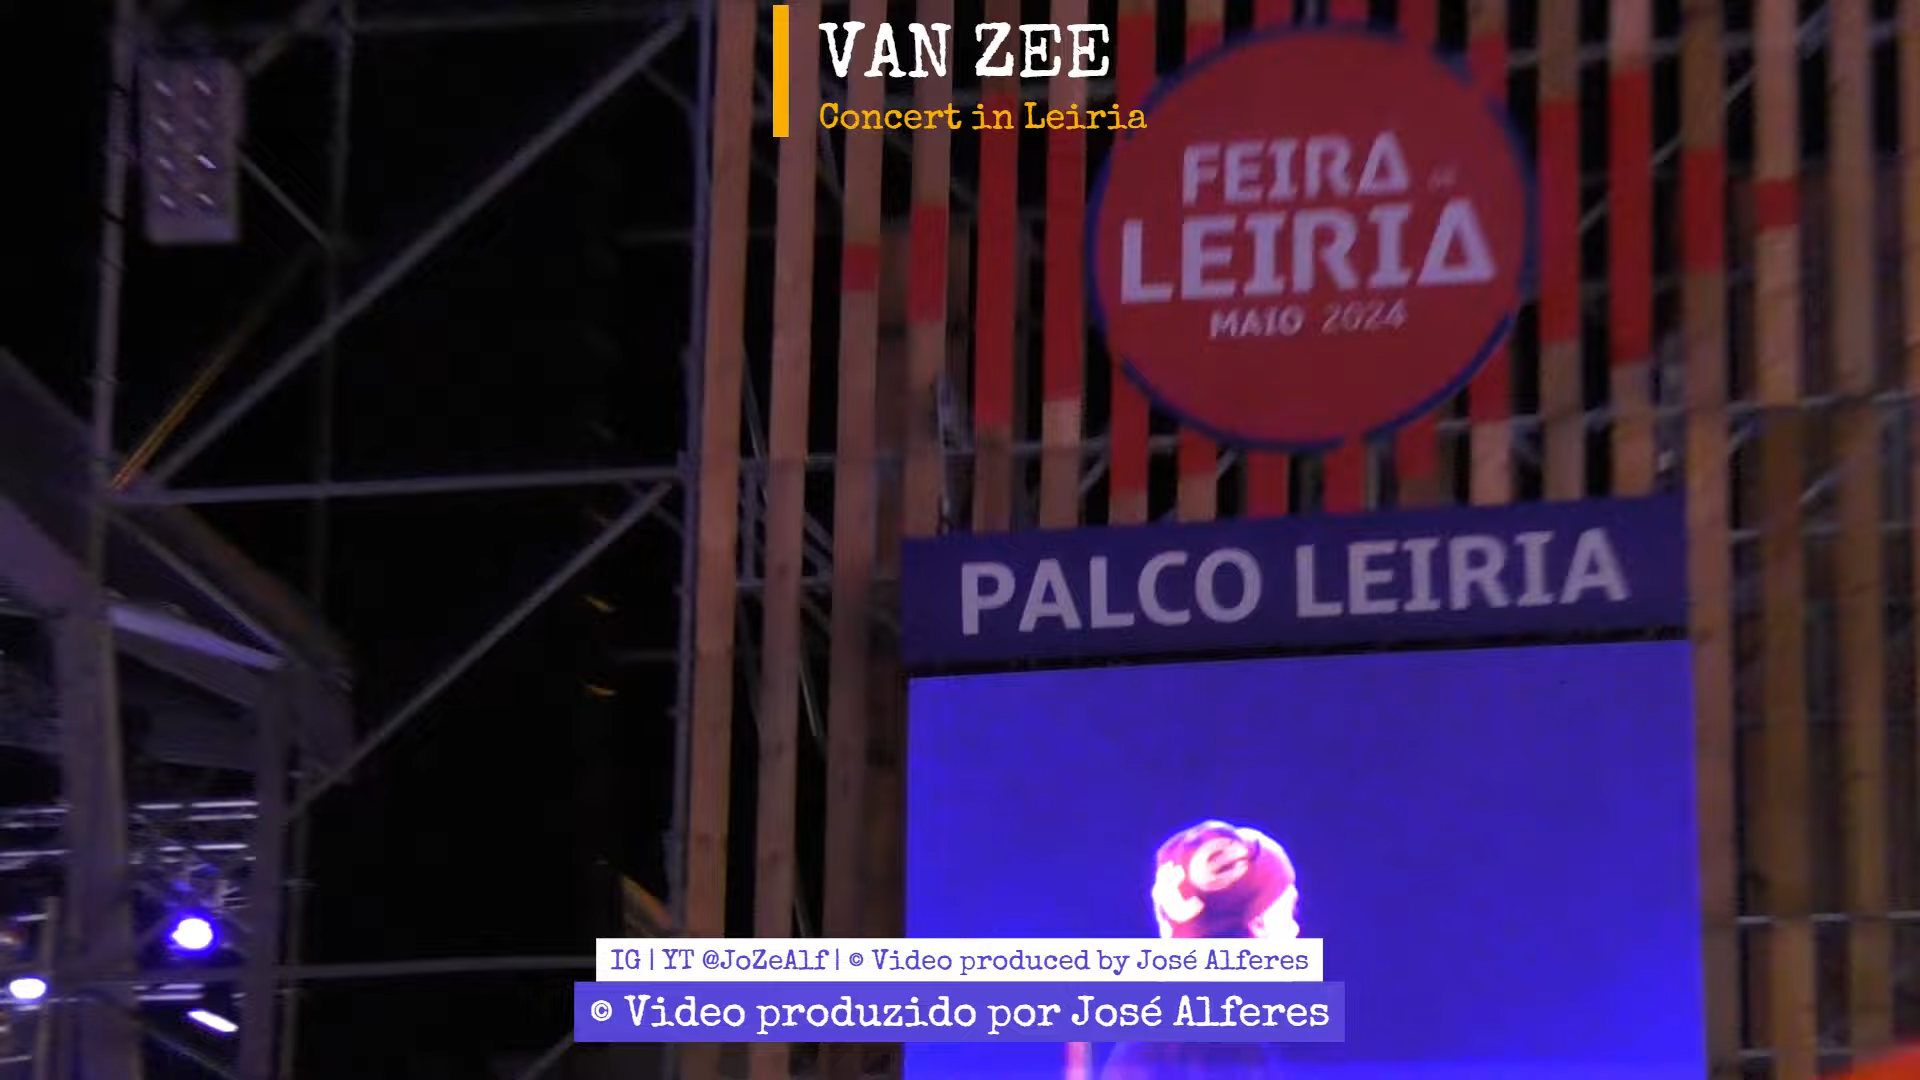 VAN ZEE
Concert in Leiria
FEIRA DE
LEIRIA
MAIO 2024
PALCO LEIRIA
e
IG | YT @JoZeAlf | © Video produced by José Alferes
© Video produzido por José Alferes